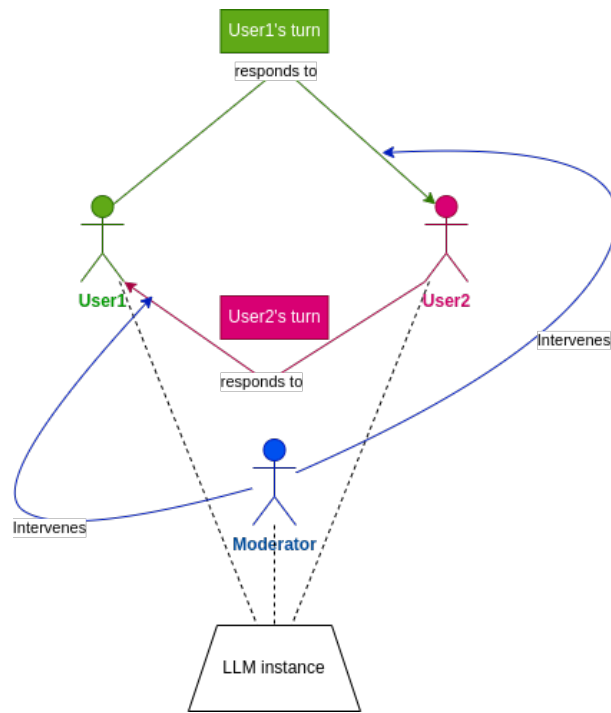 User1's turn
responds to
User1
User2
User2's turn
Intervenes
responds to
Intervenes
Moderator
LLM instance